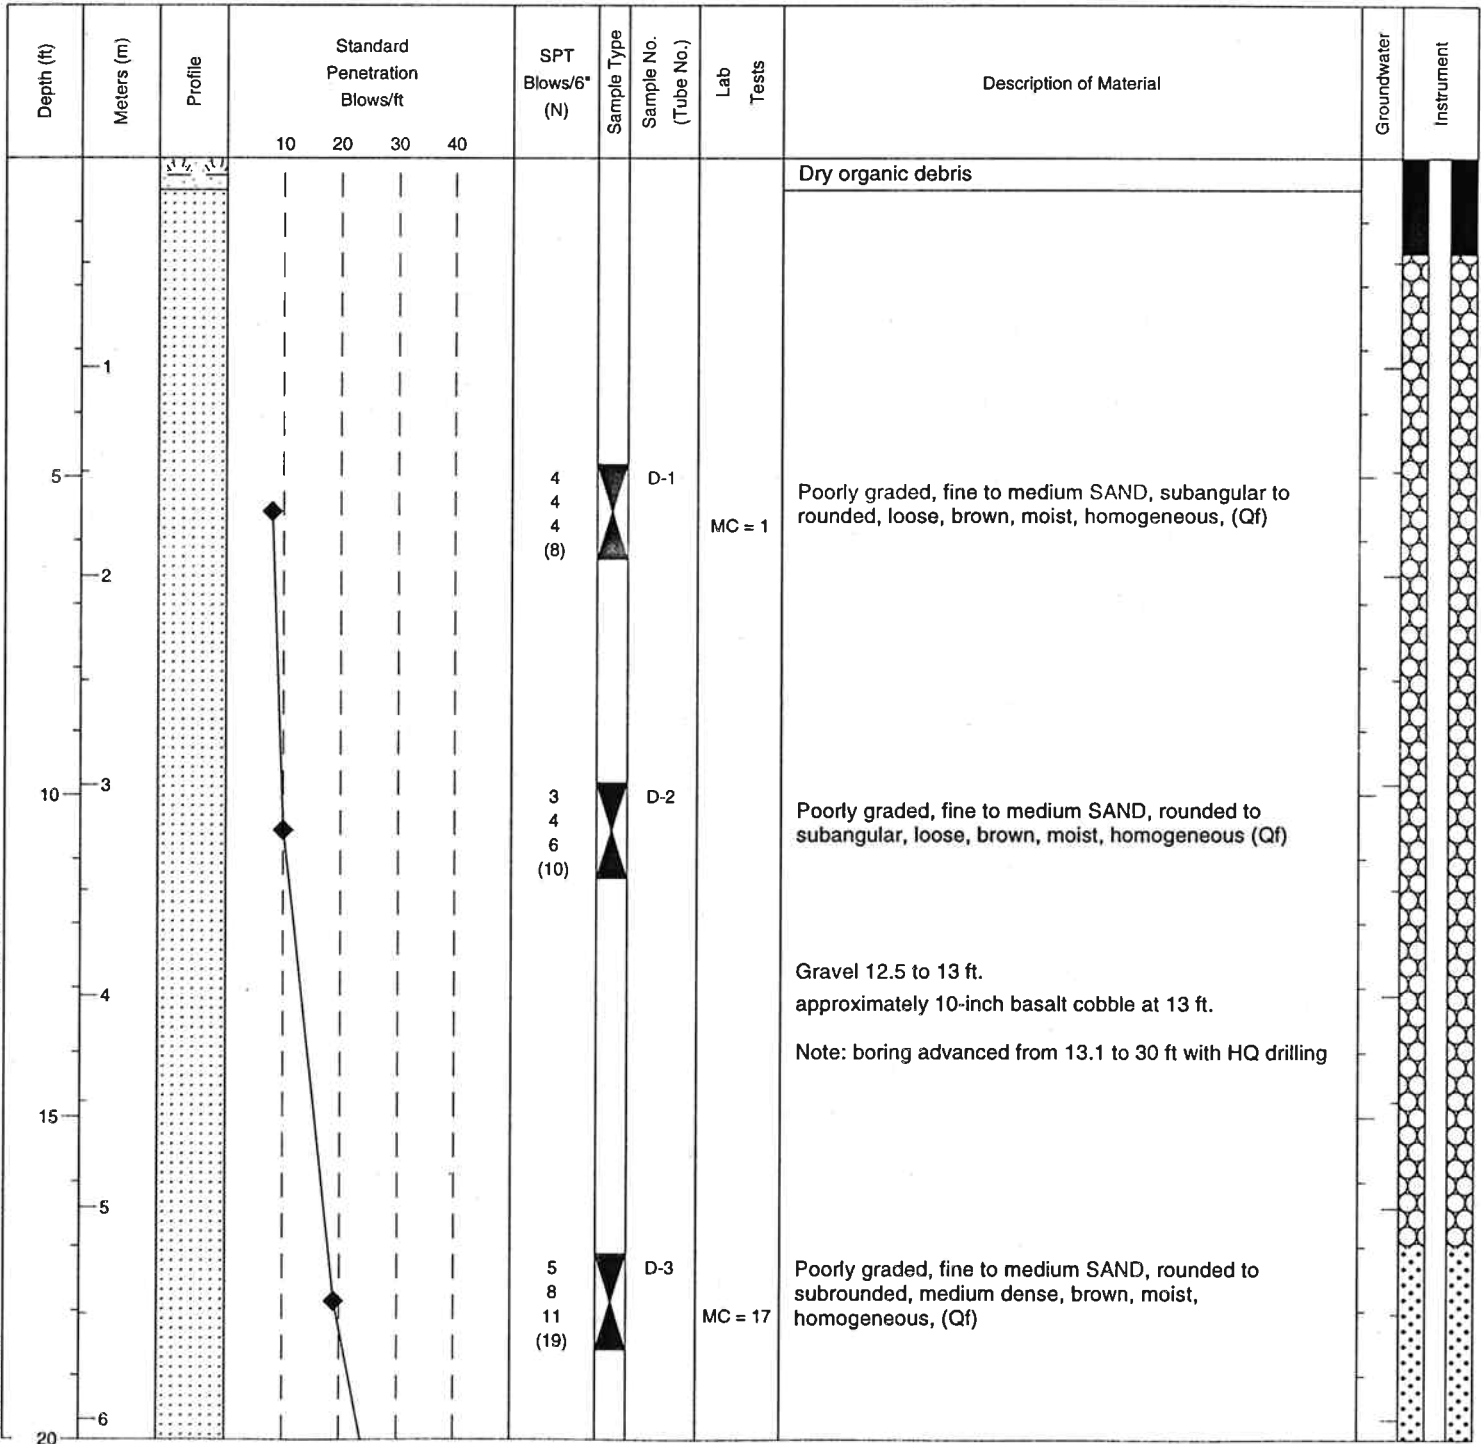 Depth (ft)
Meters (m)
Profile
Standard
Penetration
Blows/ft
10 20 30 40
SPT
Blows/6"
(N)
Sample Type
Sample No.
(Tube No.)
Lab
Tests
Description of Material
Groundwater
Instrument
Dry organic debris
1
5
4
4
4
(8)
D-1
MC = 1
Poorly graded, fine to medium SAND, subangular to
rounded, loose, brown, moist, homogeneous, (Qf)
2
3
10
3
4
6
(10)
D-2
Poorly graded, fine to medium SAND, rounded to
subangular, loose, brown, moist, homogeneous (Qf)
Gravel 12.5 to 13 ft.
4
approximately 10-inch basalt cobble at 13 ft.
Note: boring advanced from 13.1 to 30 ft with HQ drilling
15
5
5
8
11
(19)
D-3
MC = 17
Poorly graded, fine to medium SAND, rounded to
subrounded, medium dense, brown, moist,
homogeneous, (Qf)
6
20